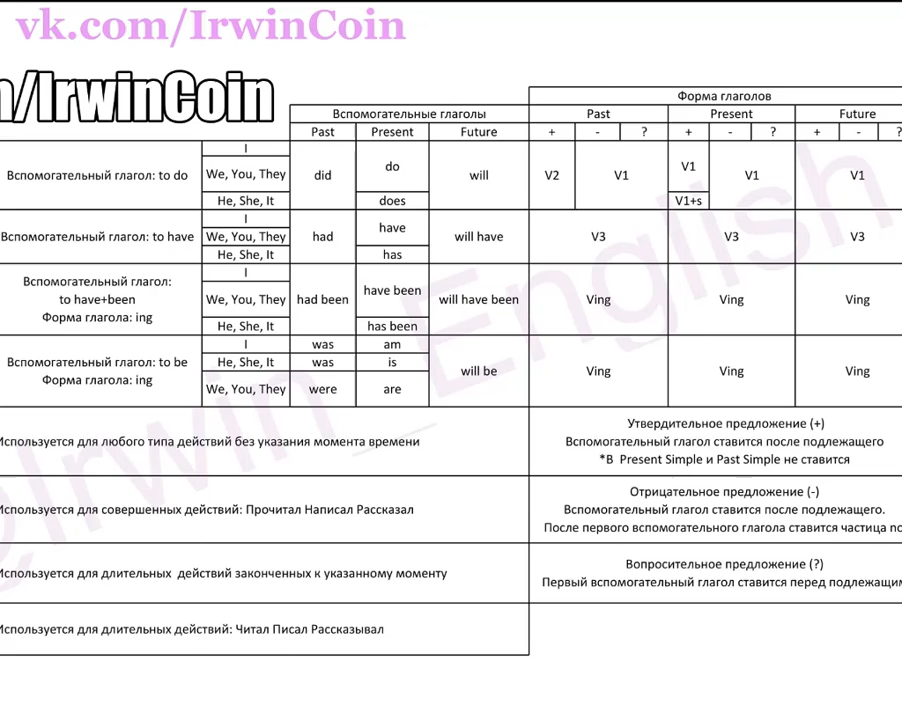 vk.com/IrwinCoin
/IrwinCoin
Форма глаголов
Вспомогательные глаголы Past Present Future
Past Present Future + - ? + - ? + - ?
Вспомогательный глагол: to do
I
We, You, They
He, She, It
did
do
does
will
V2
V1
V1
V1+s
V1
V1
Вспомогательный глагол: to have
I
We, You, They
He, She, It
had
have
has
will have
V3
V3
V3
Вспомогательный глагол:
to have+been
Форма глагола: ing
I
We, You, They
He, She, It
had been
have been
has been
will have been
Ving
Ving
Ving
Вспомогательный глагол: to be
Форма глагола: ing
I
He, She, It
We, You, They
was
was
were
am
is
are
will be
Ving
Ving
Ving
Используется для любого типа действий без указания момента времени
Утвердительное предложение (+)
Вспомогательный глагол ставится после подлежащего
*В Present Simple и Past Simple не ставится
Используется для совершенных действий: Прочитал Написал Рассказал
Отрицательное предложение (-)
Вспомогательный глагол ставится после подлежащего.
После первого вспомогательного глагола ставится частица no
Используется для длительных действий законченных к указанному моменту
Вопросительное предложение (?)
Первый вспомогательный глагол ставится перед подлежащим
Используется для длительных действий: Читал Писал Рассказывал
@Irwin_English